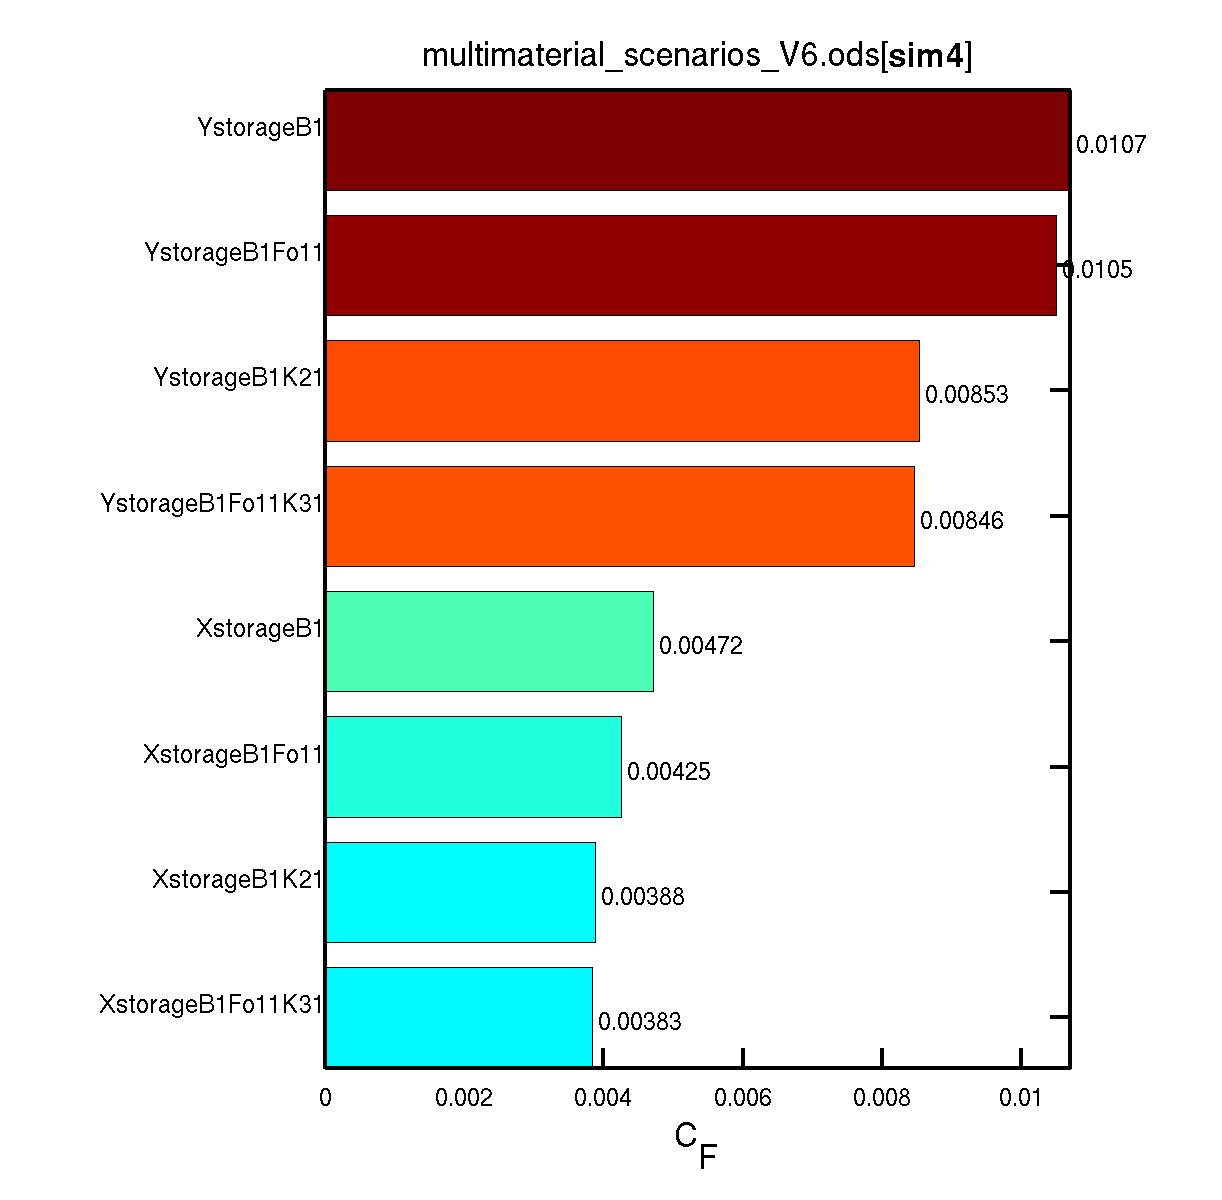 multimaterial_scenarios_V6.ods[sim4]
YstorageB1
0.0107
YstorageB1Fo11
0.0105
YstorageB1K21
0.00853
YstorageB1Fo11K31
0.00846
XstorageB1
0.00472
XstorageB1Fo11
0.00425
XstorageB1K21
0.00388
XstorageB1Fo11K31
0.00383
0 0.002 0.004 0.006 0.008 0.01
C_F